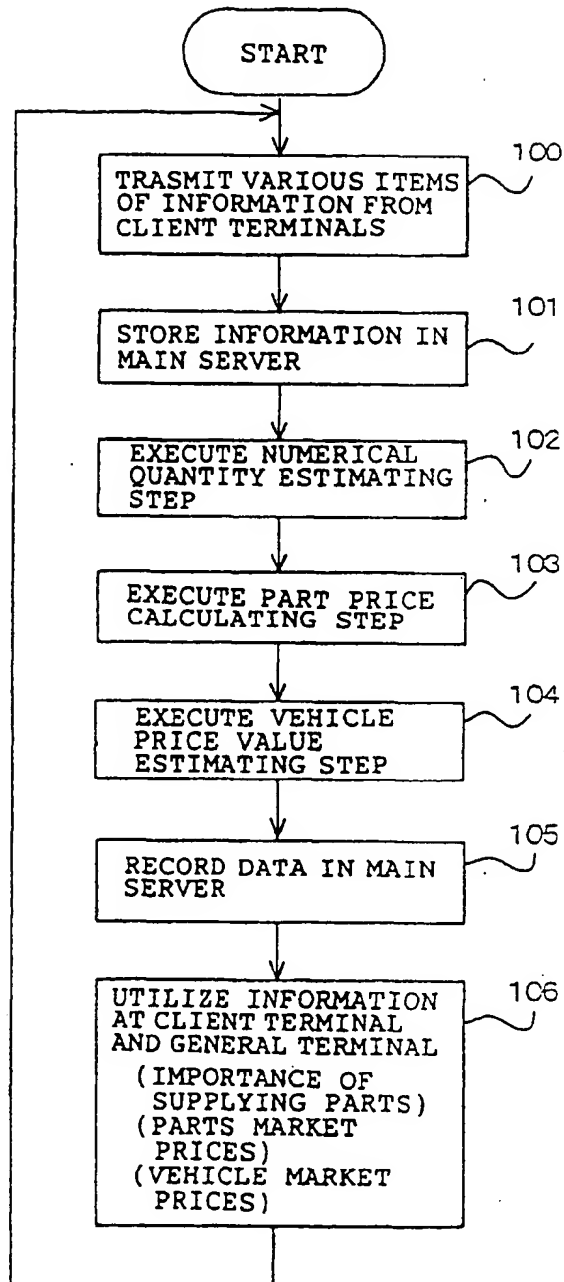 START
100
TRASMIT VARIOUS ITEMS
OF INFORMATION FROM
CLIENT TERMINALS
101
STORE INFORMATION IN
MAIN SERVER
102
EXECUTE NUMERICAL
QUANTITY ESTIMATING
STEP
103
EXECUTE PART PRICE
CALCULATING STEP
104
EXECUTE VEHICLE
PRICE VALUE
ESTIMATING STEP
105
RECORD DATA IN MAIN
SERVER
106
UTILIZE INFORMATION
AT CLIENT TERMINAL
AND GENERAL TERMINAL
(IMPORTANCE OF
SUPPLYING PARTS)
(PARTS MARKET
PRICES)
(VEHICLE MARKET
PRICES)